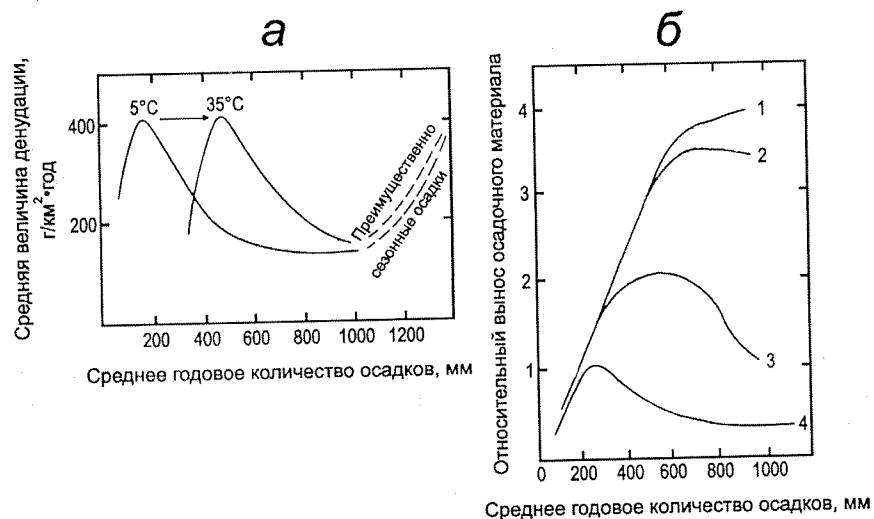 а
Средняя величина денудации,
г/км²•год
400
200
5°C
35°C
Преимущественно
сезонные осадки
200 400 600 800 1000 1200
Среднее годовое количество осадков, мм
б
Относительный вынос осадочного материала
4
3
2
1
1
2
3
4
0 200 400 600 800 1000
Среднее годовое количество осадков, мм